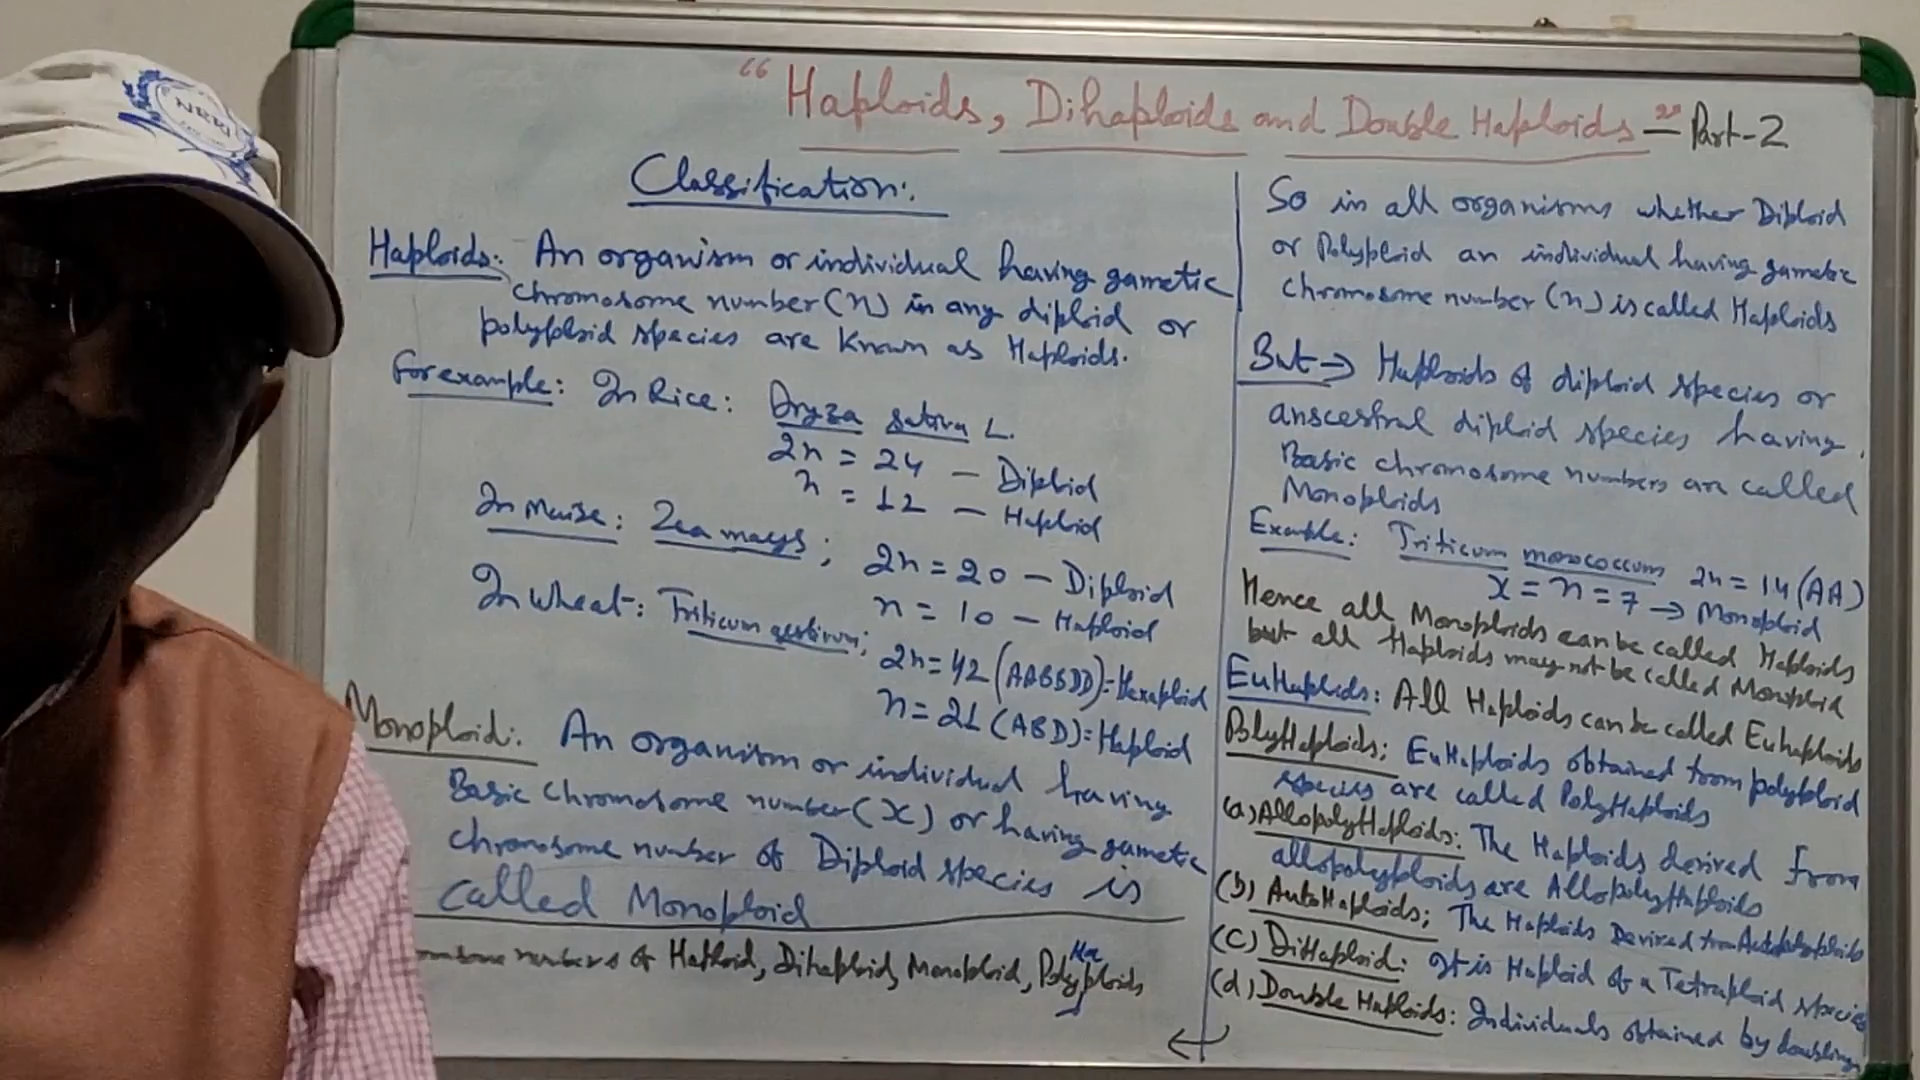 "Haploids, Dihaploids and Double Haploids" - Part-2
Classification:
Haploids: An organism or individual having gametic
chromosome number (n) in any diploid or
polyploid species are known as Haploids.
For example: In Rice: Oryza sativa L.
2n = 24 - Diploid
n = 12 - Haploid
In Maize: Zea mays; 2n = 20 - Diploid
n = 10 - Haploid
In Wheat: Triticum aestivum; 2n = 42 (AABBDD) = Hexaploid
n = 21 (ABD) = Haploid
Monoploid: An organism or individual having
Basic chromosome number (x) or having gametic
chromosome number of Diploid species is
called Monoploid
numbers of Haploid, Dihaploid, Monoploid, PolyHaploids
So in all organisms whether Diploid
or Polyploid an individual having gametic
chromosome number (n) is called Haploids
But → Haploids of diploid species or
anscestral diploid species having
Basic chromosome numbers are called
Monoploids
Example: Triticum monococcum 2n = 14 (AA)
x = n = 7 → Monoploid
Hence all Monoploids can be called Haploids
but all Haploids may not be called Monoploid
EuHaploids: All Haploids can be called Euhaploids
PolyHaploids: EuHaploids obtained from polyploid
species are called PolyHaploids
(a) AllopolyHaploids: The Haploids derived from
allopolyploids are AllopolyHaploids
(b) AutoHaploids; The Haploids Derived from
(c) DiHaploid: It is Haploid of a Tetraploid species
(d) Double Haploids: Individuals obtained by doubling
NRRI